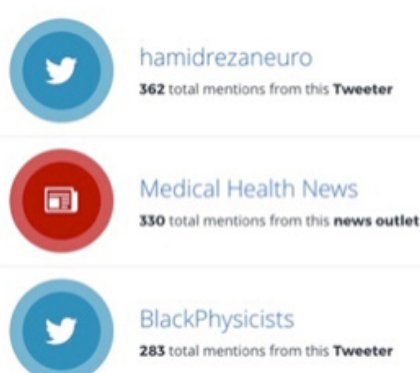 hamidrezaneuro
362 total mentions from this Tweeter
Medical Health News
330 total mentions from this news outlet
BlackPhysicists
283 total mentions from this Tweeter